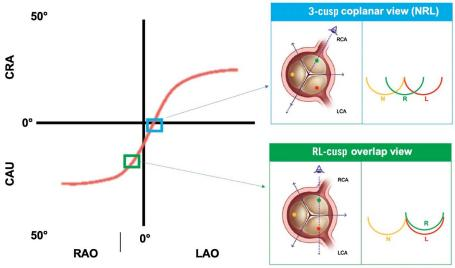 50°
CRA
0°
CAU
50°
RAO
0°
LAO
3-cusp coplanar view (NRL)
RCA
LCA
N
R
L
RL-cusp overlap view
RCA
LCA
N
R
L